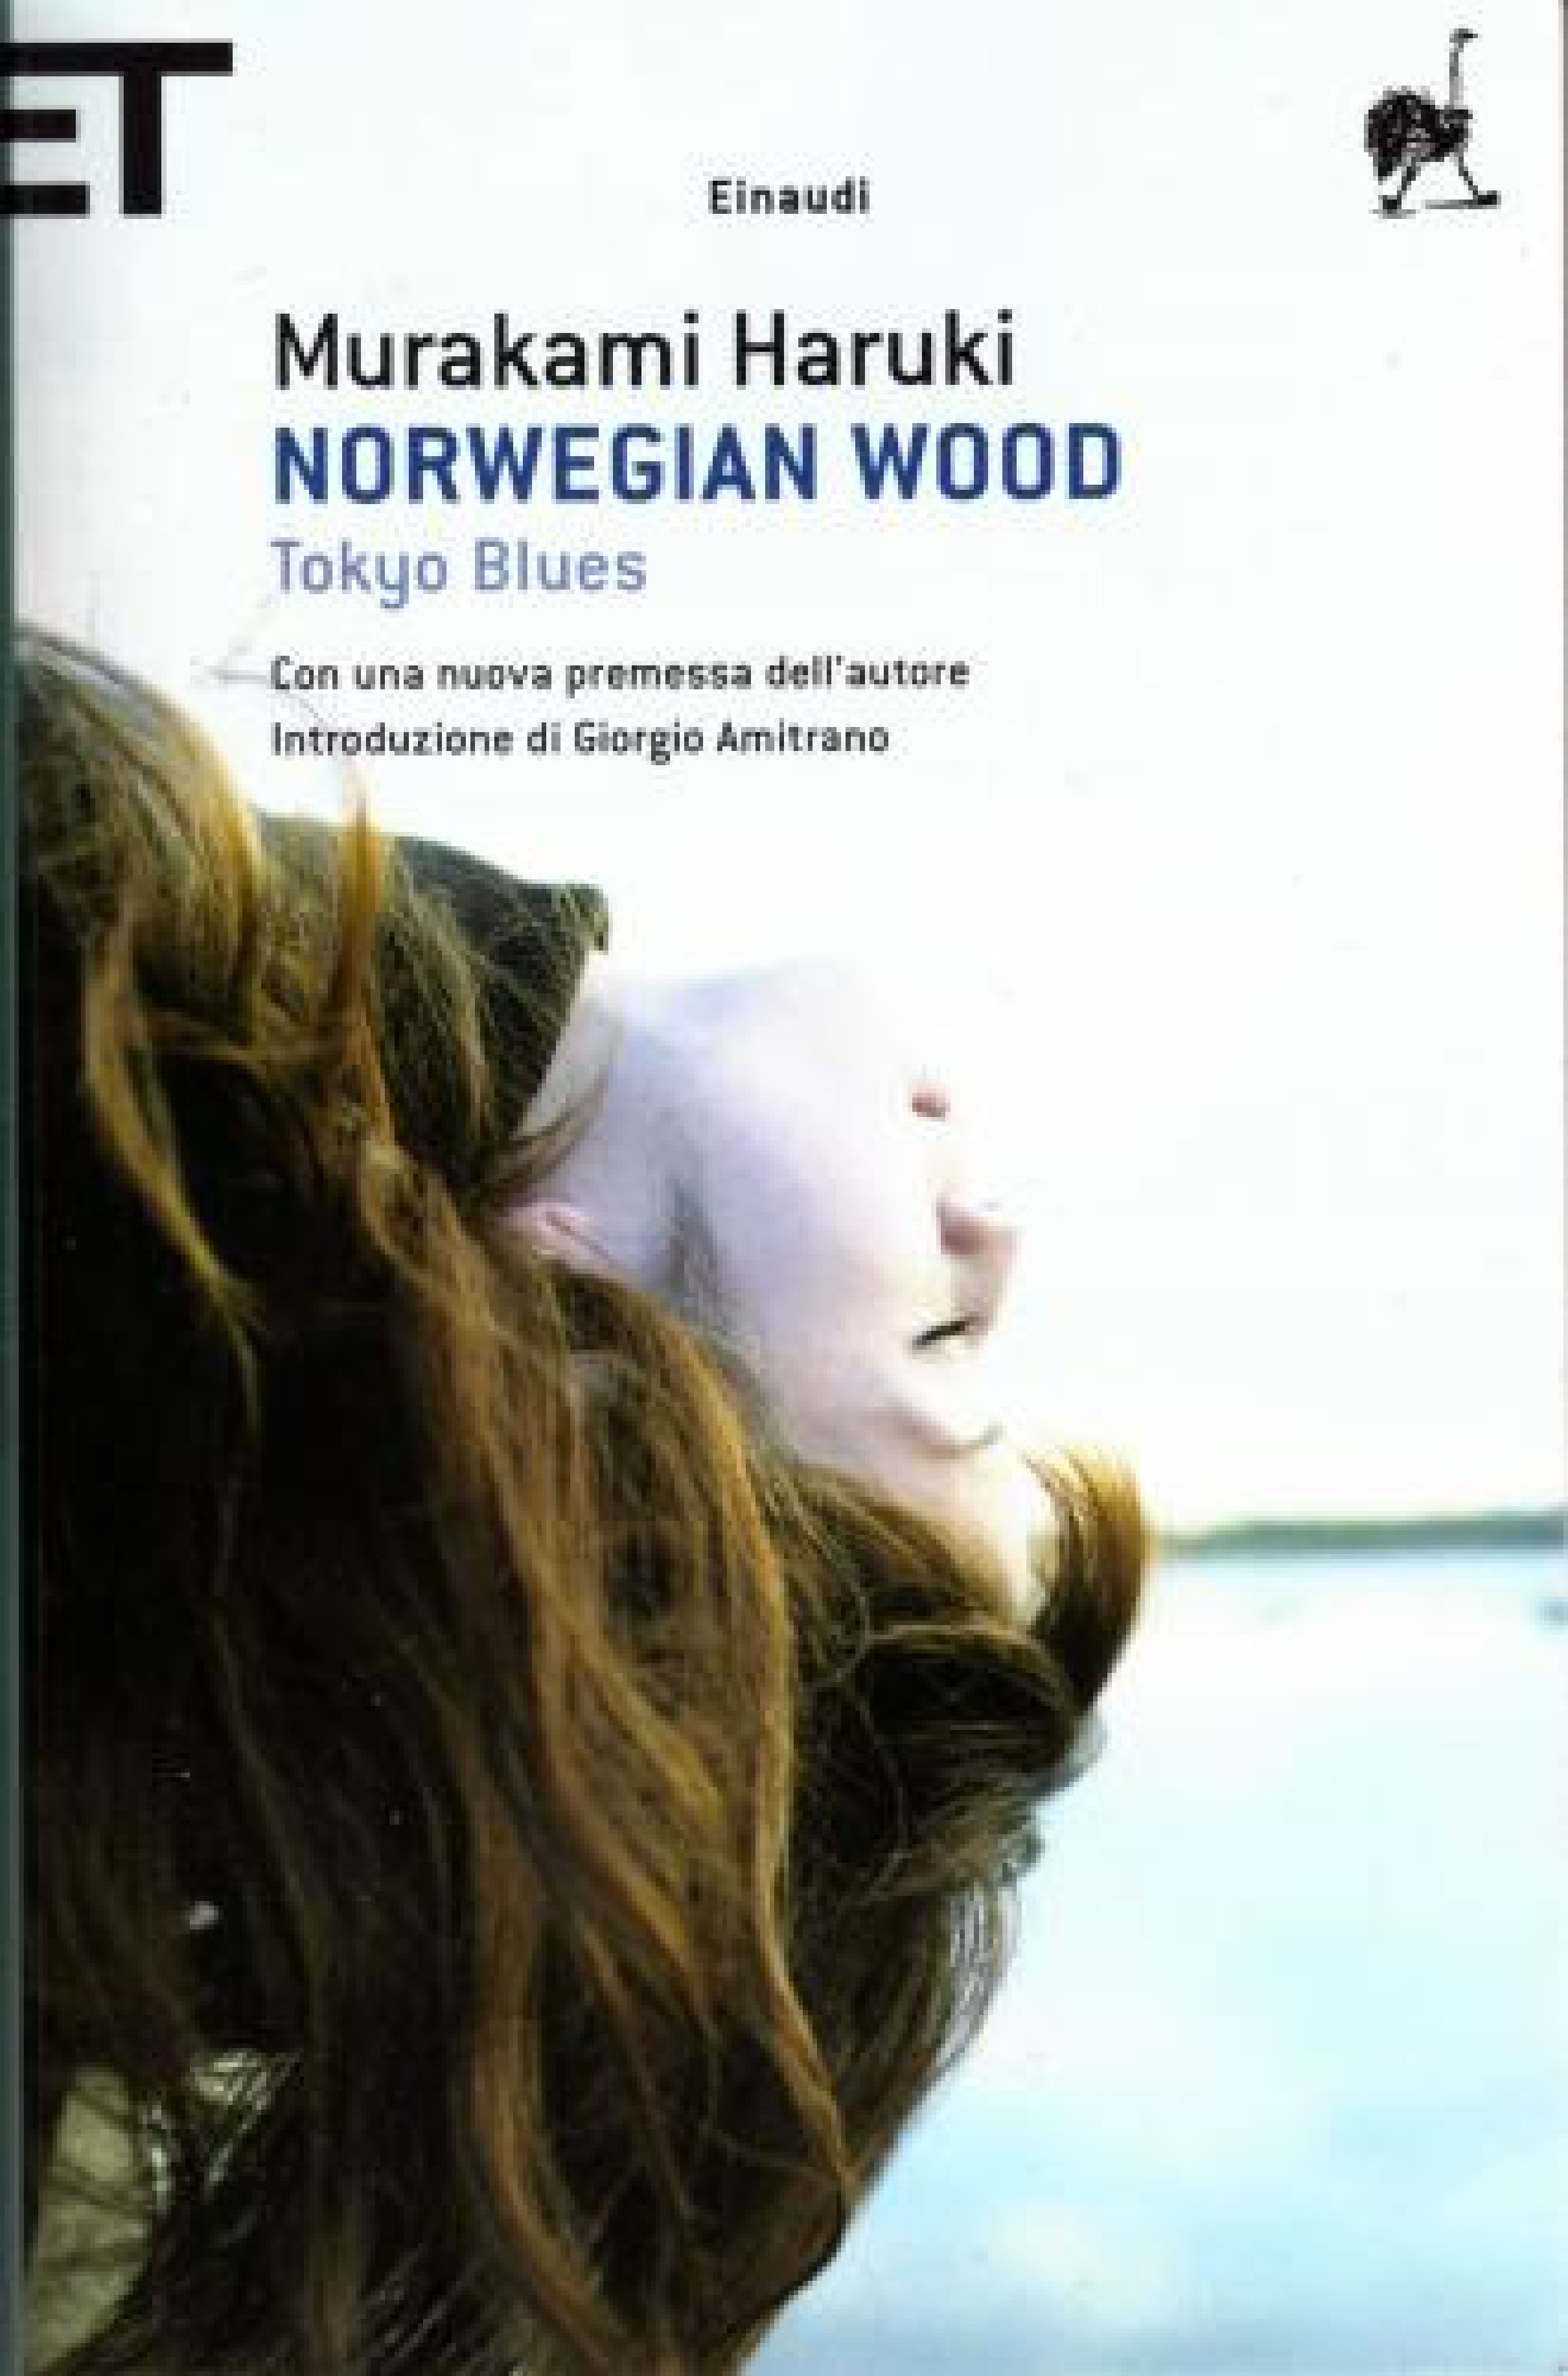 ET
Einaudi
Murakami Haruki
NORWEGIAN WOOD
Tokyo Blues
Con una nuova premessa dell'autore
Introduzione di Giorgio Amitrano